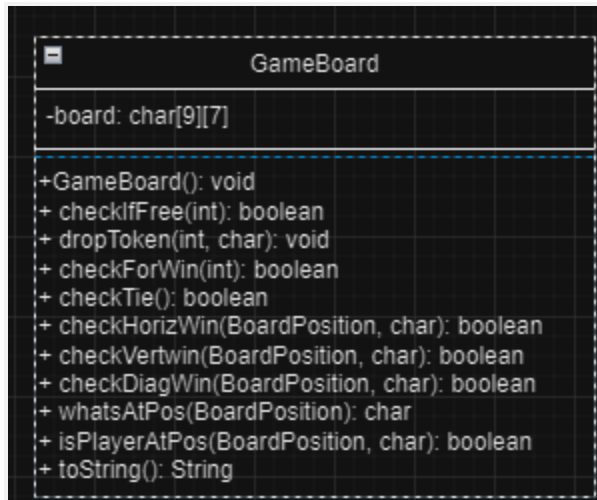 GameBoard
-board: char[9][7]
+GameBoard(): void
+ checkIfFree(int): boolean
+ dropToken(int, char): void
+ checkForWin(int): boolean
+ checkTie(): boolean
+ checkHorizWin(BoardPosition, char): boolean
+ checkVertwin(BoardPosition, char): boolean
+ checkDiagWin(BoardPosition, char): boolean
+ whatsAtPos(BoardPosition): char
+ isPlayerAtPos(BoardPosition, char): boolean
+ toString(): String